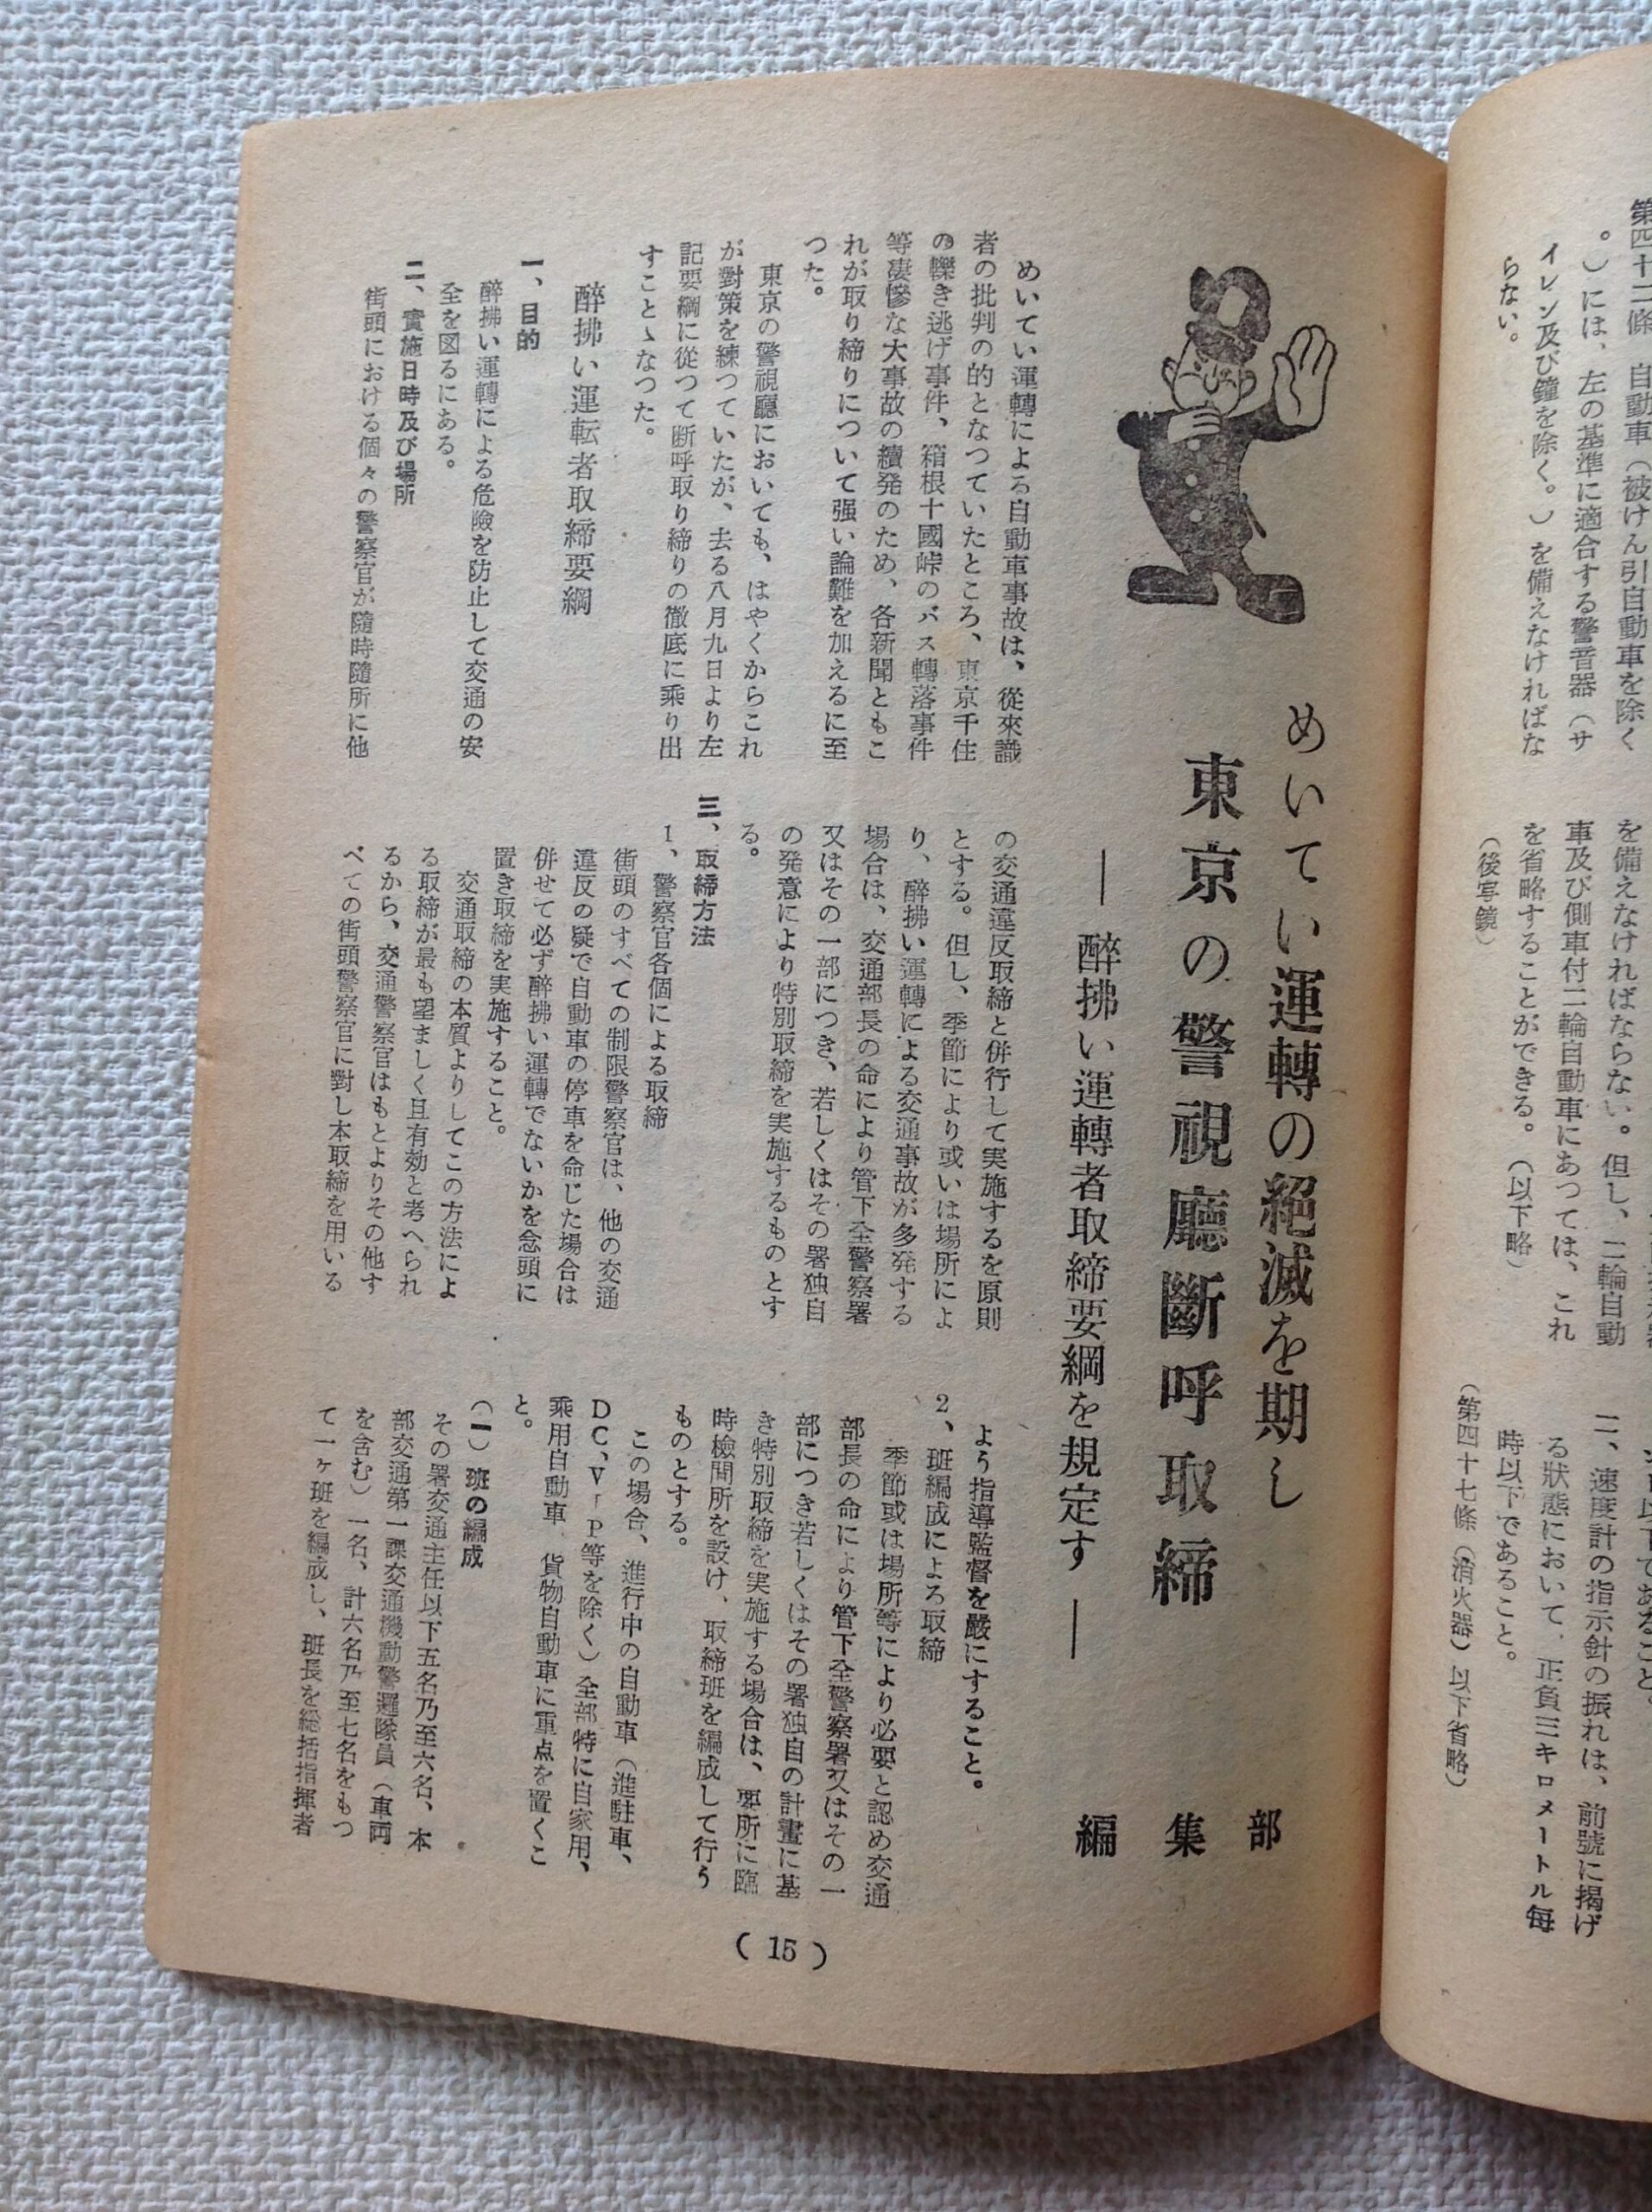 第四十二條　自動車（被けん引自動車を除く
。）には、左の基準に適合する警音器（サ
イレン及び鐘を除く。）を備えなければな
らない。
を備えなければならない。但し、二輪自動
車及び側車付二輪自動車にあつては、これ
を省略することができる。（以下略）
（後写鏡）
二、速度計の指示針の振れは、前號に揭げ
る狀態において、正負三キロメートル每
時以下であること。
（第四十七條（消火器）以下省略）
めいてい運轉の絕滅を期し
東京の警視廳斷呼取締
―醉拂い運轉者取締要綱を規定す―
編集部
めいてい運轉による自動車事故は、從來識
者の批判の的となつていたところ、東京千住
の轢き逃げ事件、箱根十國峠のバス轉落事件
等凄慘な大事故の續発のため、各新聞ともこ
れが取り締りについて强い論難を加えるに至
つた。
東京の警視廳においても、はやくからこれ
が對策を練つていたが、去る八月九日より左
記要綱に從つて断呼取り締りの徹底に乘り出
すことゝなつた。
醉拂い運転者取締要綱
一、目的
醉拂い運轉による危險を防止して交通の安
全を図るにある。
二、實施日時及び場所
街頭における個々の警察官が隨時隨所に他
の交通違反取締と併行して実施するを原則
とする。但し、季節により或いは場所によ
り、醉拂い運轉による交通事故が多発する
場合は、交通部長の命により管下全警察署
又はその一部につき、若しくはその署独自
の発意により特別取締を実施するものとす
る。
三、取締方法
1、警察官各個による取締
街頭のすべての制限警察官は、他の交通
違反の疑で自動車の停車を命じた場合は
併せて必ず醉拂い運轉でないかを念頭に
置き取締を実施すること。
交通取締の本質よりしてこの方法によ
る取締が最も望ましく且有効と考へられ
るから、交通警察官はもとよりその他す
べての街頭警察官に對し本取締を用いる
よう指導監督を嚴にすること。
2、班編成による取締
季節或は場所等により必要と認め交通
部長の命により管下全警察署又はその一
部につき若しくはその署独自の計畫に基
き特別取締を実施する場合は、要所に臨
時檢問所を設け、取締班を編成して行う
ものとする。
この場合、進行中の自動車（進駐車、
DC、VIP等を除く）全部特に自家用、
乘用自動車　貨物自動車に重点を置くこ
と。
（一）班の編成
その署交通主任以下五名乃至六名、本
部交通第一課交通機動警邏隊員（車両
を含む）一名、計六名乃至七名をもつ
て一ヶ班を編成し、班長を総括指揮者
（15）